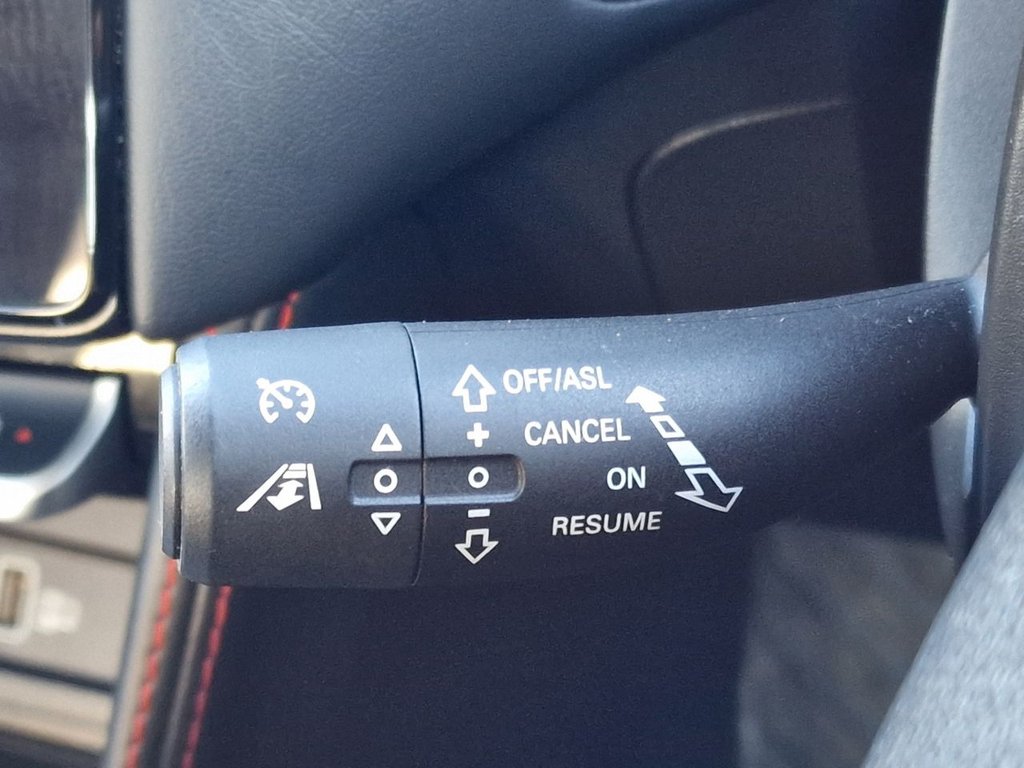 OFF/ASL
+ CANCEL
ON
- RESUME